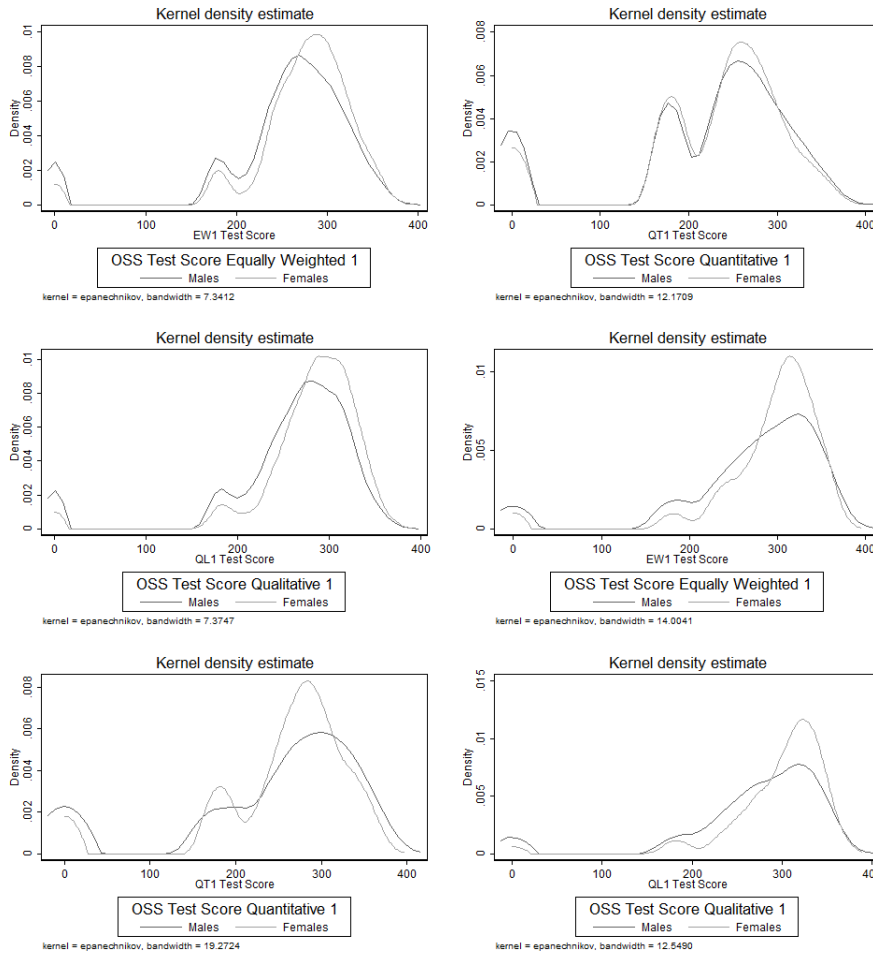 Kernel density estimate
Density
0 .002 .004 .006 .008 .01
0 100 200 300 400
EW1 Test Score
OSS Test Score Equally Weighted 1
Males Females
kernel = epanechnikov, bandwidth = 7.3412
Kernel density estimate
Density
0 .002 .004 .006 .008
0 100 200 300 400
QT1 Test Score
OSS Test Score Quantitative 1
Males Females
kernel = epanechnikov, bandwidth = 12.1709
Kernel density estimate
Density
0 .002 .004 .006 .008 .01
0 100 200 300 400
QL1 Test Score
OSS Test Score Qualitative 1
Males Females
kernel = epanechnikov, bandwidth = 7.3747
Kernel density estimate
Density
0 .005 .01
0 100 200 300 400
EW1 Test Score
OSS Test Score Equally Weighted 1
Males Females
kernel = epanechnikov, bandwidth = 14.0041
Kernel density estimate
Density
0 .002 .004 .006 .008
0 100 200 300 400
QT1 Test Score
OSS Test Score Quantitative 1
Males Females
kernel = epanechnikov, bandwidth = 19.2724
Kernel density estimate
Density
0 .005 .01 .015
0 100 200 300 400
QL1 Test Score
OSS Test Score Qualitative 1
Males Females
kernel = epanechnikov, bandwidth = 12.5490